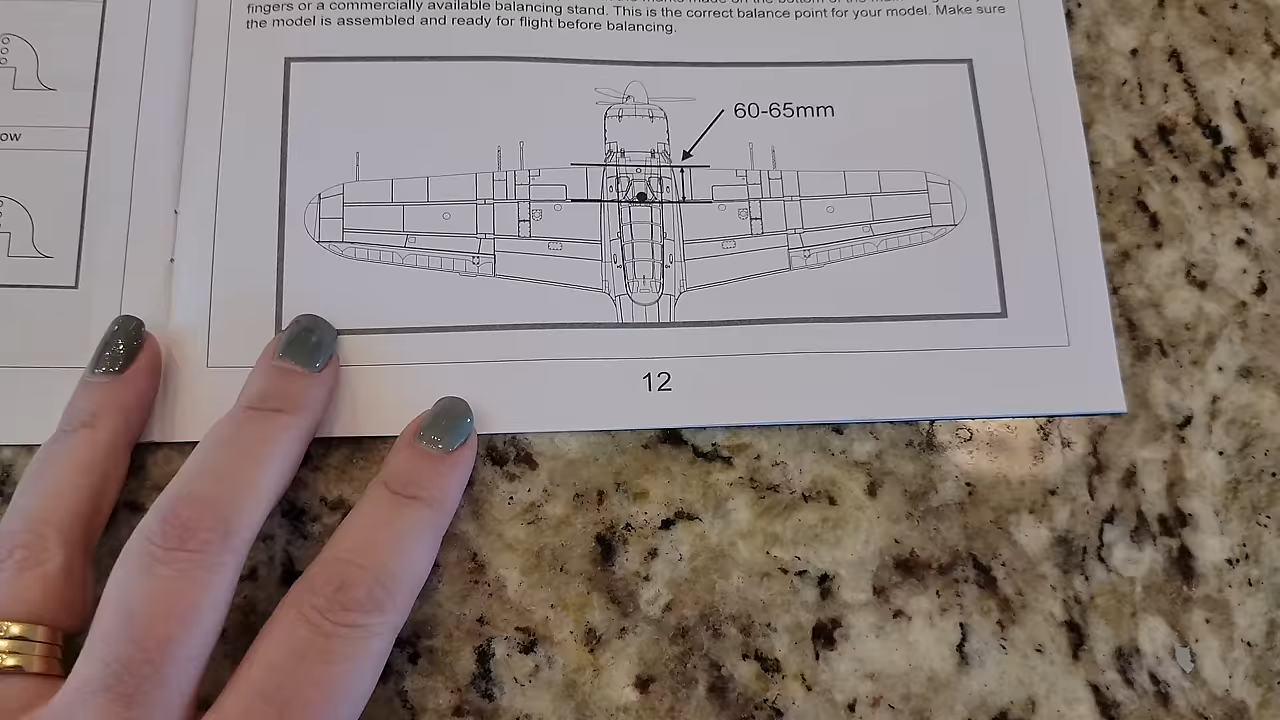 fingers or a commercially available balancing stand. This is the correct balance point for your model. Make sure
the model is assembled and ready for flight before balancing.
ow
60-65mm
12